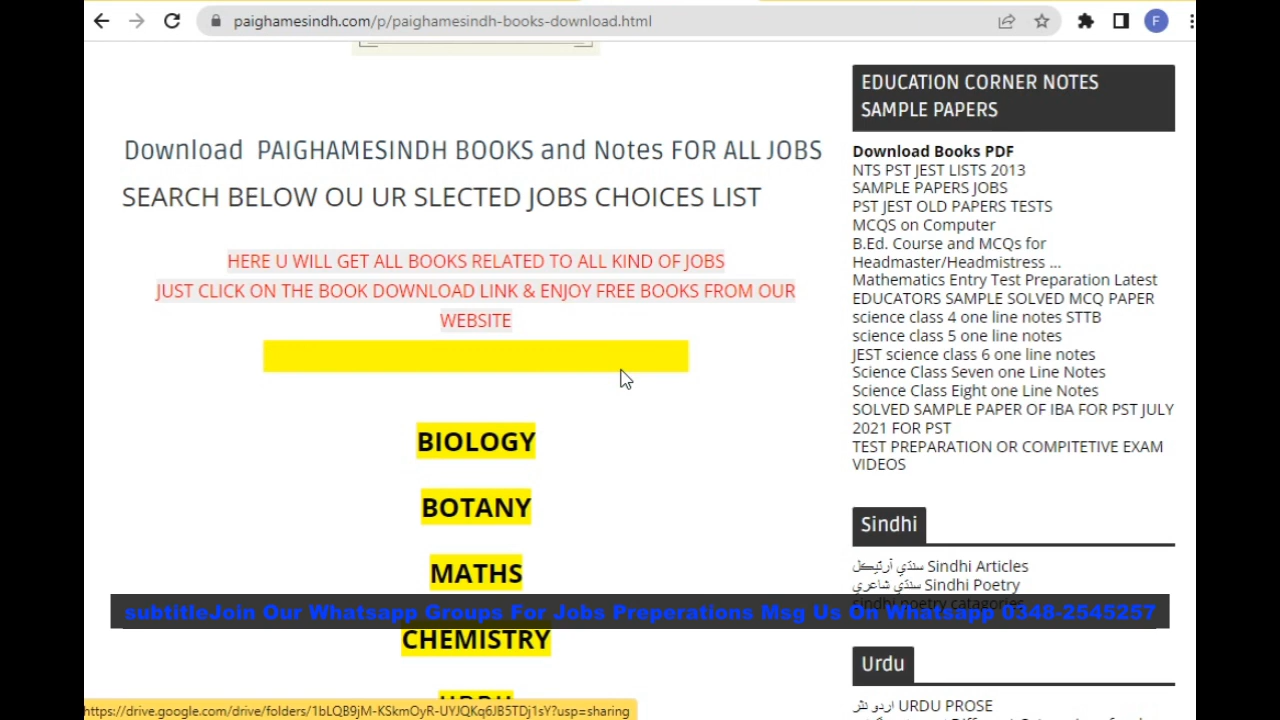 paighamesindh.com/p/paighamesindh-books-download.html
F
Download PAIGHAMESINDH BOOKS and Notes FOR ALL JOBS
SEARCH BELOW OU UR SLECTED JOBS CHOICES LIST
HERE U WILL GET ALL BOOKS RELATED TO ALL KIND OF JOBS
JUST CLICK ON THE BOOK DOWNLOAD LINK & ENJOY FREE BOOKS FROM OUR
WEBSITE
BIOLOGY
BOTANY
MATHS
CHEMISTRY
URDU
EDUCATION CORNER NOTES
SAMPLE PAPERS
Download Books PDF
NTS PST JEST LISTS 2013
SAMPLE PAPERS JOBS
PST JEST OLD PAPERS TESTS
MCQS on Computer
B.Ed. Course and MCQs for
Headmaster/Headmistress ...
Mathematics Entry Test Preparation Latest
EDUCATORS SAMPLE SOLVED MCQ PAPER
science class 4 one line notes STTB
science class 5 one line notes
JEST science class 6 one line notes
Science Class Seven one Line Notes
Science Class Eight one Line Notes
SOLVED SAMPLE PAPER OF IBA FOR PST JULY
2021 FOR PST
TEST PREPARATION OR COMPITETIVE EXAM
VIDEOS
Sindhi
سنڌي آرٽيڪل Sindhi Articles
سنڌي شاعري Sindhi Poetry
sindhi poetry catagories
subtitleJoin Our Whatsapp Groups For Jobs Preperations Msg Us On Whatsapp 0348-2545257
Urdu
اردو نثر URDU PROSE
https://drive.google.com/drive/folders/1bLQB9jM-KSkmOyR-UYJQKq6JB5TDj1sY?usp=sharing